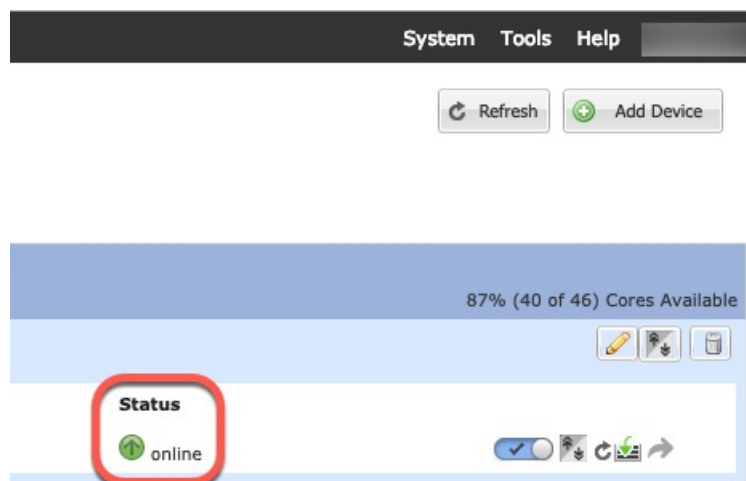 System Tools Help
Refresh Add Device
87% (40 of 46) Cores Available
Status
online